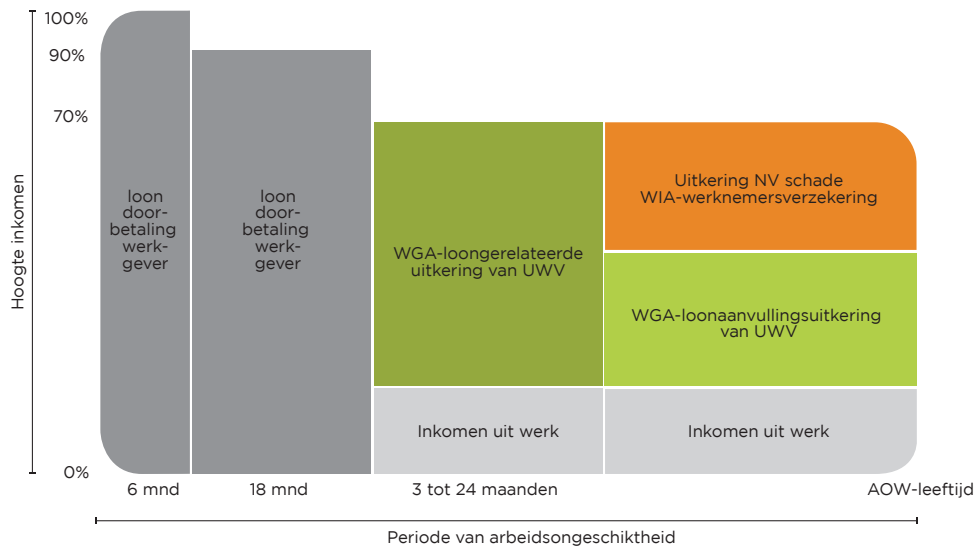 100%
90%
70%
0%
Hoogte inkomen
loon
door-
betaling
werk-
gever
loon
door-
betaling
werk-
gever
WGA-loongerelateerde
uitkering van UWV
Uitkering NV schade
WIA-werknemersverzekering
WGA-loonaanvullingsuitkering
van UWV
Inkomen uit werk
Inkomen uit werk
6 mnd
18 mnd
3 tot 24 maanden
AOW-leeftijd
Periode van arbeidsongeschiktheid